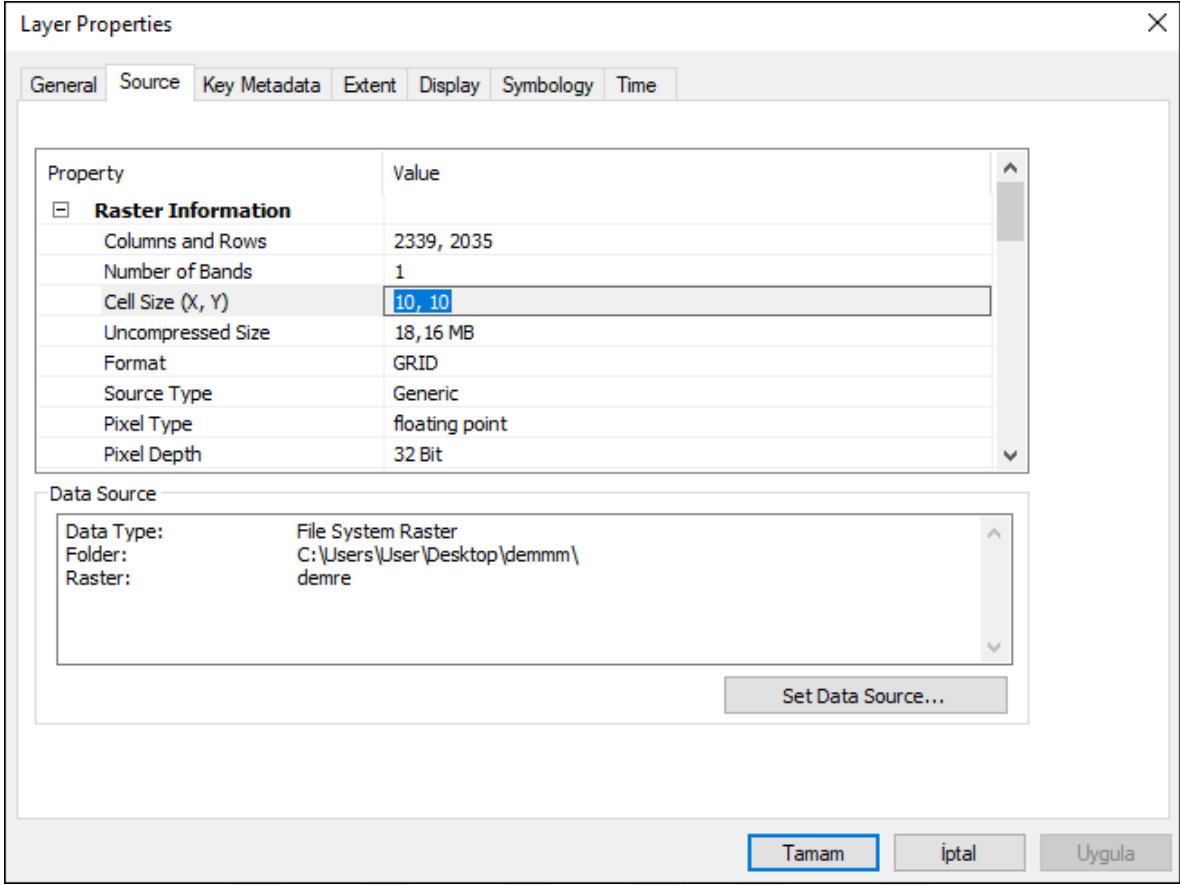 Layer Properties
General Source Key Metadata Extent Display Symbology Time
Property Value
Raster Information
Columns and Rows 2339, 2035
Number of Bands 1
Cell Size (X, Y) 10, 10
Uncompressed Size 18,16 MB
Format GRID
Source Type Generic
Pixel Type floating point
Pixel Depth 32 Bit
Data Source
Data Type: File System Raster
Folder: C:\Users\User\Desktop\demmm\
Raster: demre
Set Data Source...
Tamam İptal Uygula